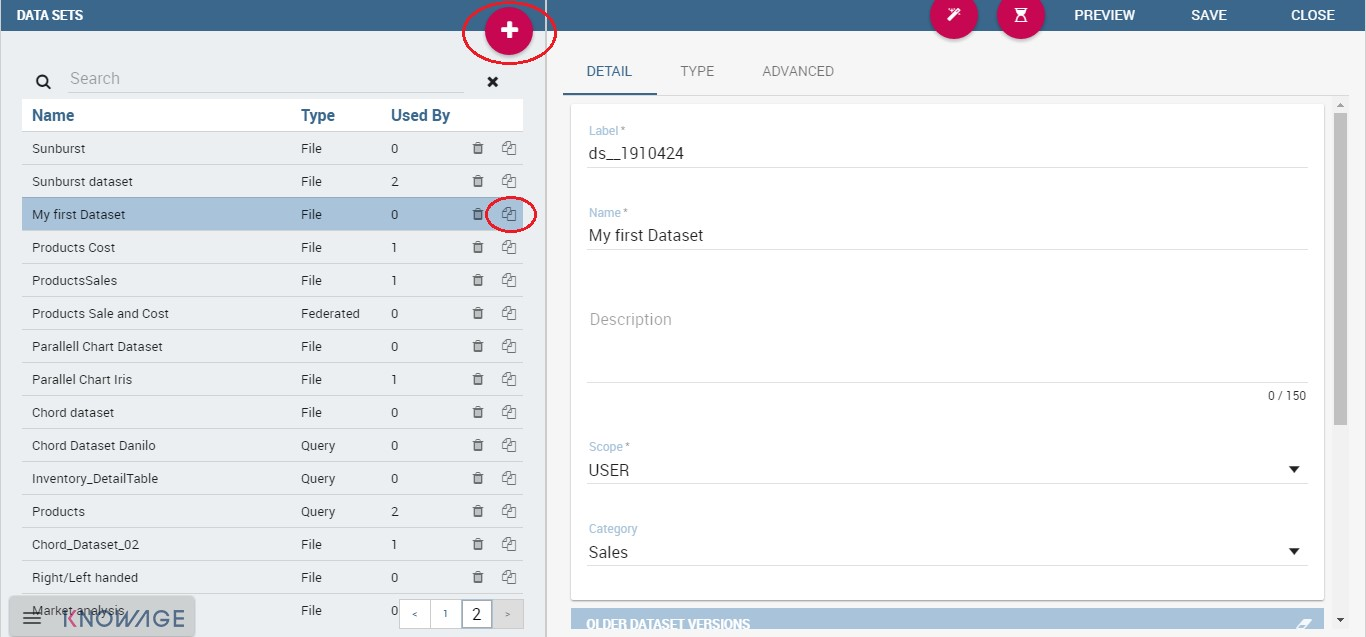 DATA SETS
PREVIEW SAVE CLOSE
Search
Name Type Used By
Sunburst File 0
Sunburst dataset File 2
My first Dataset File 0
Products Cost File 1
ProductsSales File 1
Products Sale and Cost Federated 0
Parallell Chart Dataset File 0
Parallel Chart Iris File 1
Chord dataset File 0
Chord Dataset Danilo Query 0
Inventory_DetailTable Query 0
Products Query 2
Chord_Dataset_02 File 1
Right/Left handed File 0
Market analysis File 0
< 1 2 >
KNOWAGE
DETAIL TYPE ADVANCED
Label *
ds__1910424
Name *
My first Dataset
Description
0 / 150
Scope *
USER
Category
Sales
OLDER DATASET VERSIONS